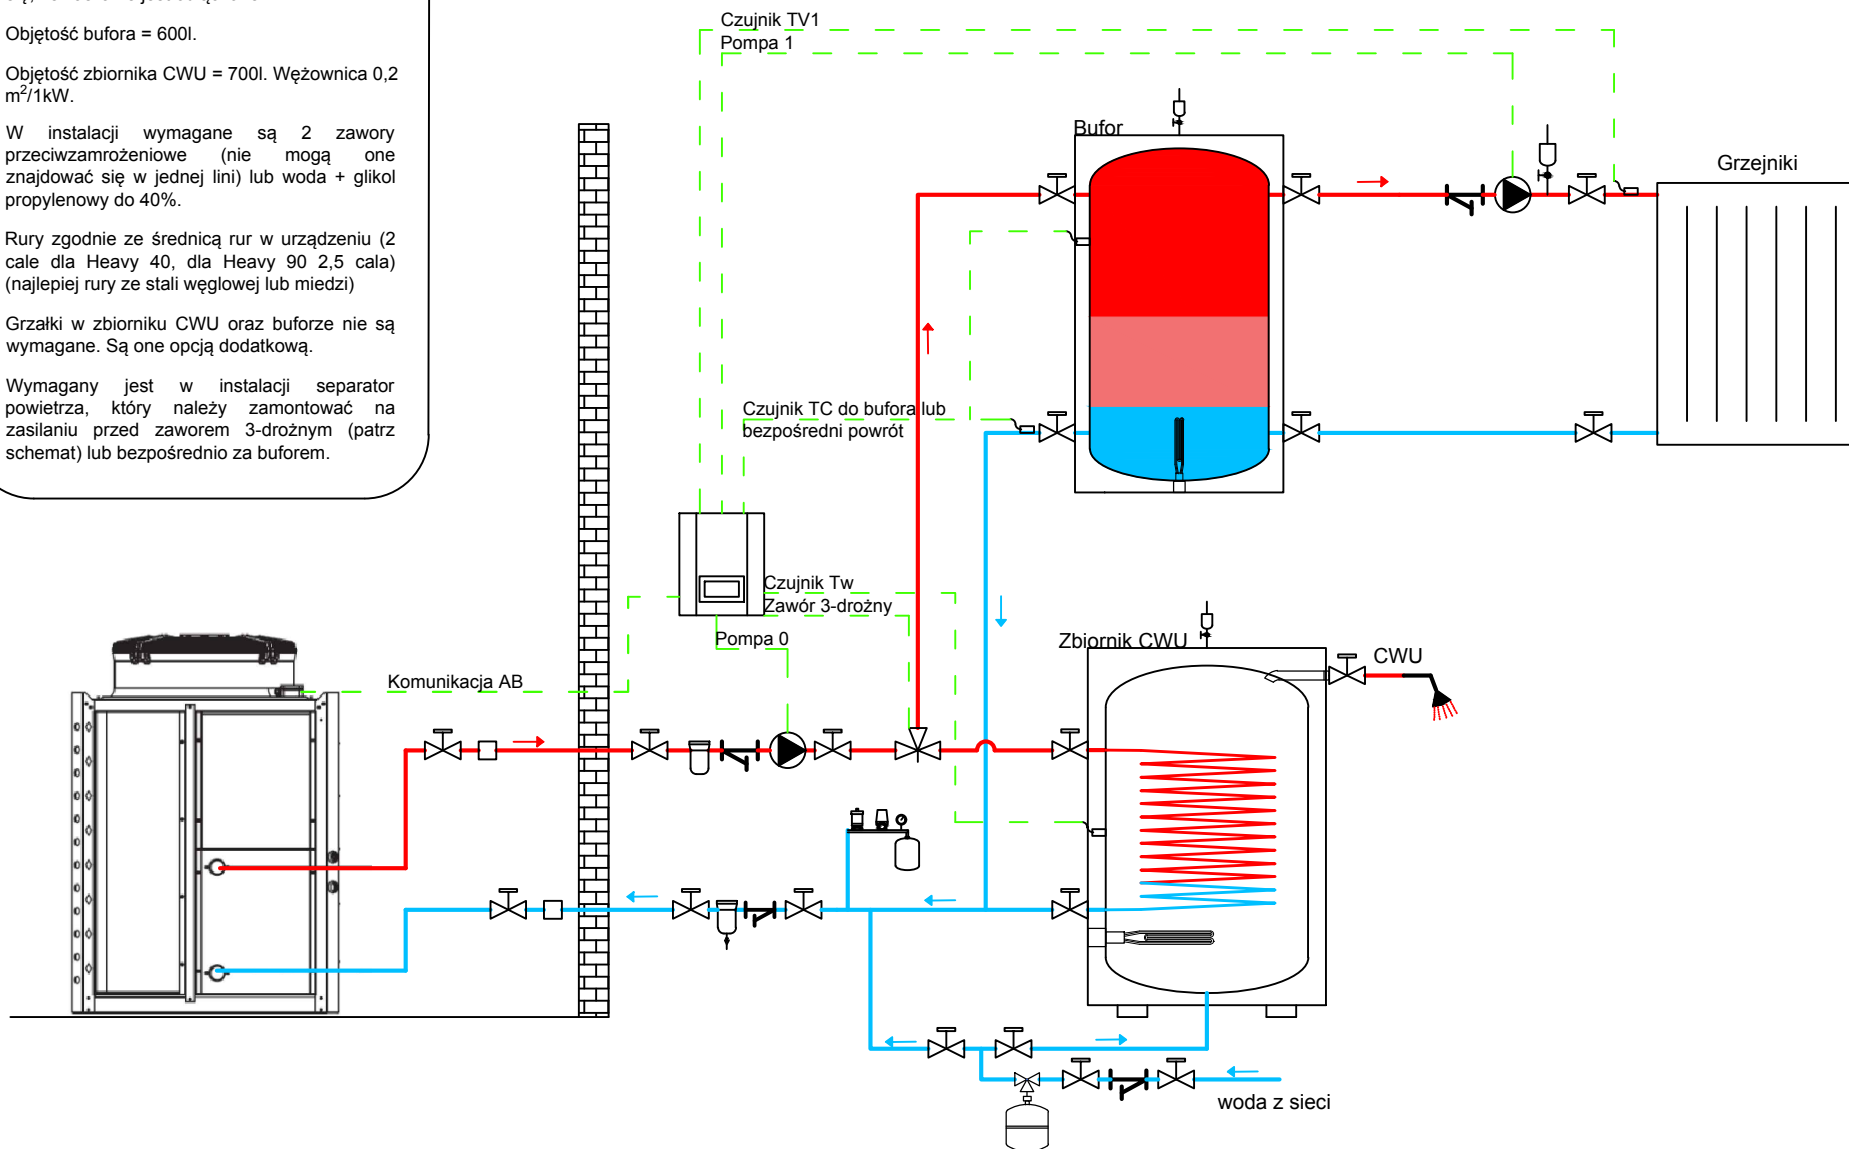 Objętość bufora = 600l.
Objętość zbiornika CWU = 700l. Wężownica 0,2
m²/1kW.
W instalacji wymagane są 2 zawory
przeciwzamrożeniowe (nie mogą one
znajdować się w jednej lini) lub woda + glikol
propylenowy do 40%.
Rury zgodnie ze średnicą rur w urządzeniu (2
cale dla Heavy 40, dla Heavy 90 2,5 cala)
(najlepiej rury ze stali węglowej lub miedzi)
Grzałki w zbiorniku CWU oraz buforze nie są
wymagane. Są one opcją dodatkową.
Wymagany jest w instalacji separator
powietrza, który należy zamontować na
zasilaniu przed zaworem 3-drożnym (patrz
schemat) lub bezpośrednio za buforem.
Czujnik TV1
Pompa 1
Bufor
Grzejniki
Czujnik TC do bufora lub
bezpośredni powrót
Czujnik Tw
Zawór 3-drożny
Pompa 0
Zbiornik CWU
CWU
Komunikacja AB
woda z sieci